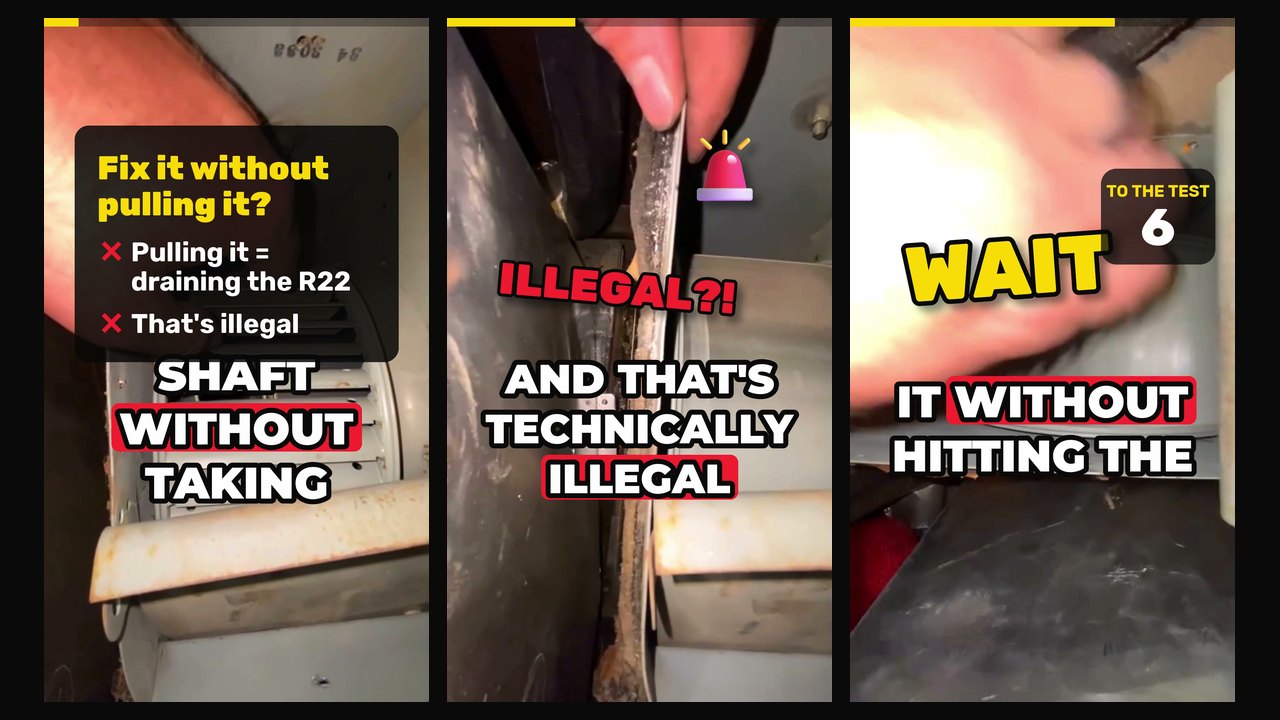 Fix it without
pulling it?
Pulling it =
draining the R22
That's illegal
SHAFT
WITHOUT
TAKING
ILLEGAL?!
AND THAT'S
TECHNICALLY
ILLEGAL
TO THE TEST
6
WAIT
IT WITHOUT
HITTING THE